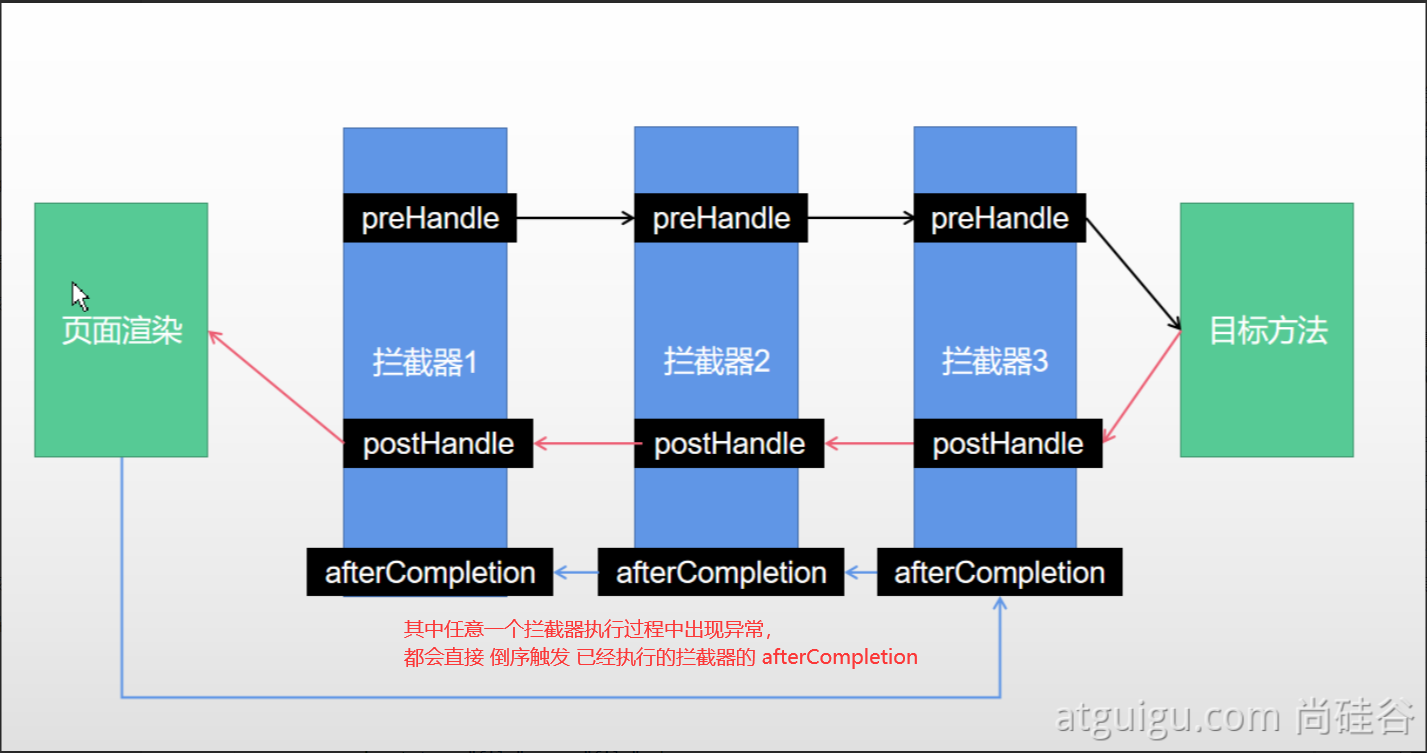 preHandle
preHandle
preHandle
页面渲染
拦截器1
拦截器2
拦截器3
目标方法
postHandle
postHandle
postHandle
afterCompletion
afterCompletion
afterCompletion
其中任意一个拦截器执行过程中出现异常，
都会直接 倒序触发 已经执行的拦截器的 afterCompletion
atguigu.com 尚硅谷